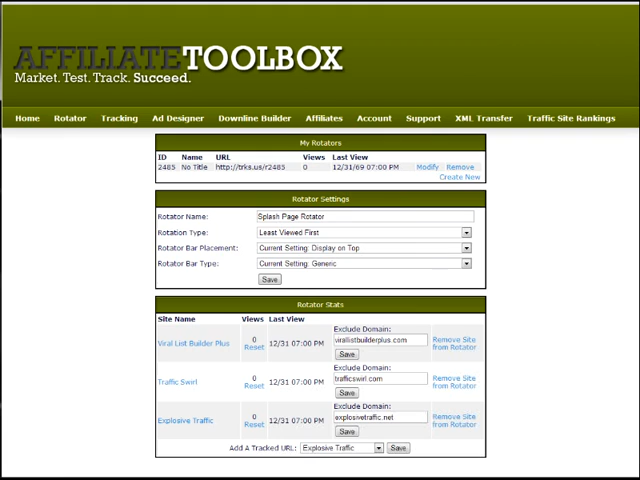 AFFILIATETOOLBOX
Market. Test. Track. Succeed.
Home Rotator Tracking Ad Designer Downline Builder Affiliates Account Support XML Transfer Traffic Site Rankings
My Rotators
ID Name URL Views Last View
2485 No Title http://trks.us/r2485 0 12/31/69 07:00 PM Modify Remove
Create New
Rotator Settings
Rotator Name: Splash Page Rotator
Rotation Type: Least Viewed First
Rotator Bar Placement: Current Setting: Display on Top
Rotator Bar Type: Current Setting: Generic
Save
Rotator Stats
Site Name Views Last View
Exclude Domain:
Viral List Builder Plus 0 Reset 12/31 07:00 PM virallistbuilderplus.com Remove Site from Rotator
Save
Exclude Domain:
Traffic Swirl 0 Reset 12/31 07:00 PM trafficswirl.com Remove Site from Rotator
Save
Exclude Domain:
Explosive Traffic 0 Reset 12/31 07:00 PM explosivetraffic.net Remove Site from Rotator
Save
Add A Tracked URL: Explosive Traffic Save